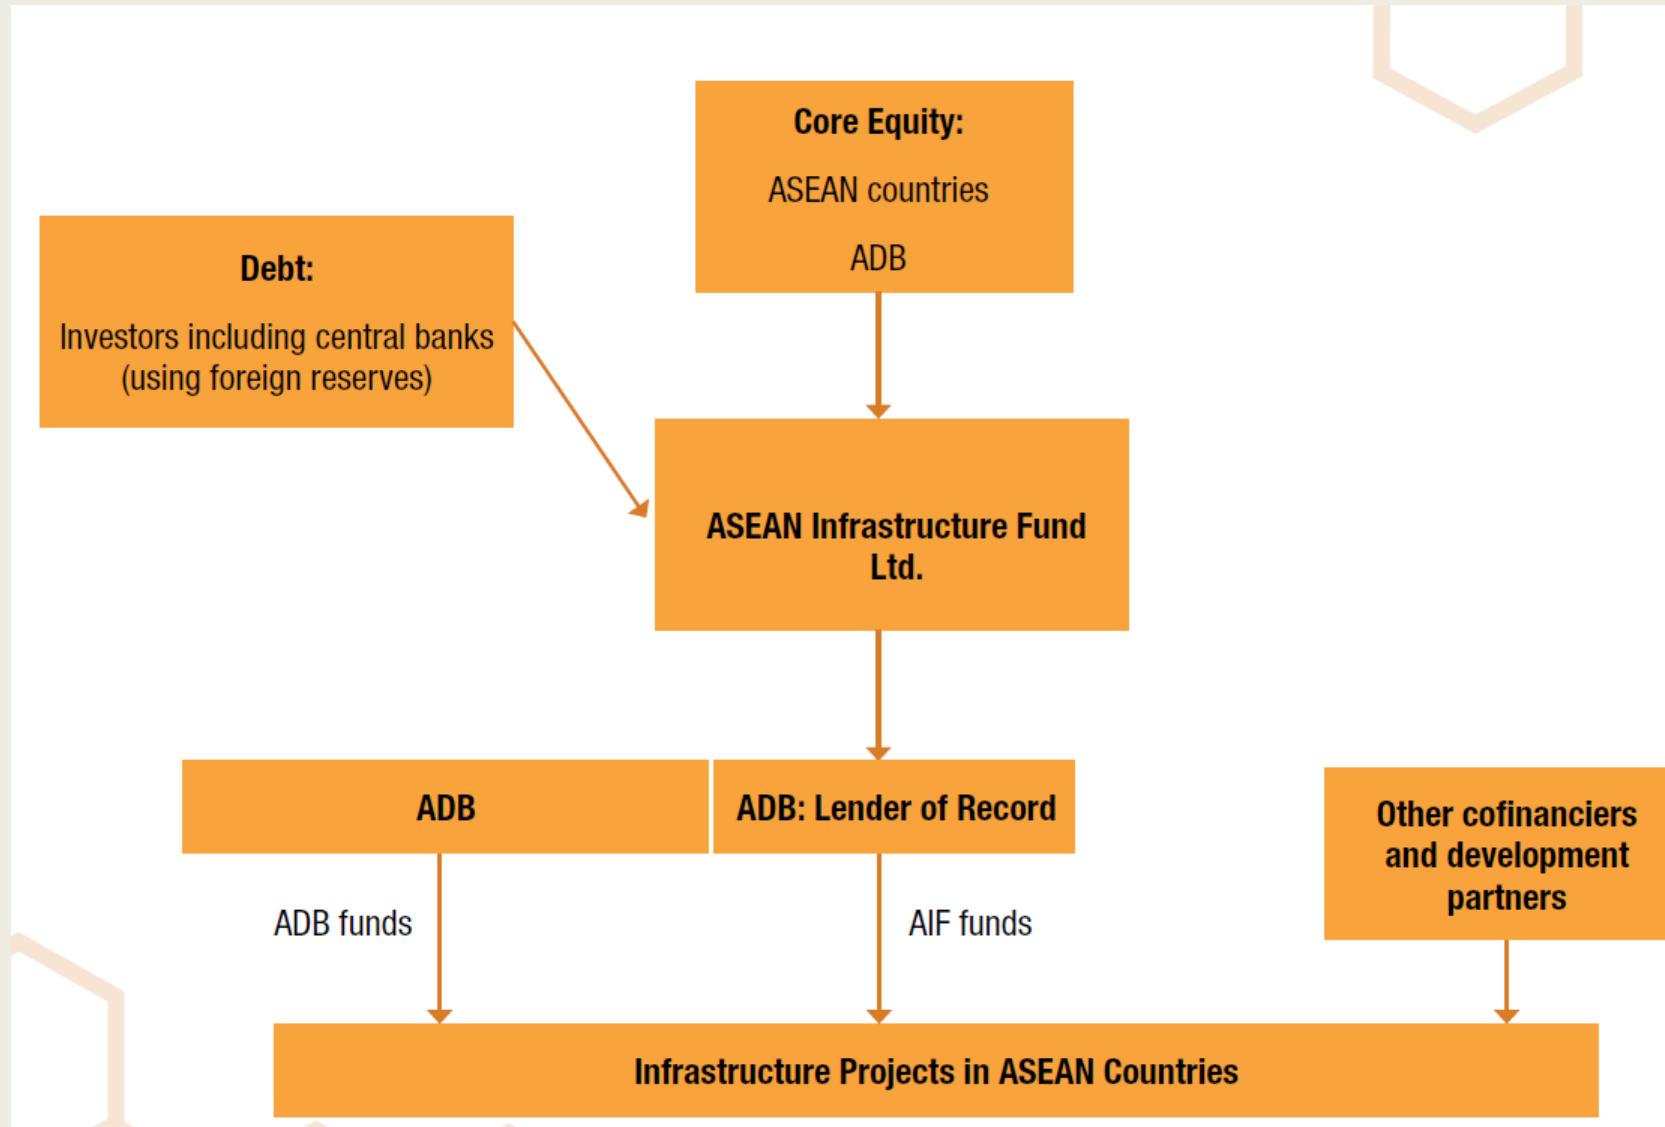 Core Equity:
ASEAN countries
ADB
Debt:
Investors including central banks
(using foreign reserves)
ASEAN Infrastructure Fund
Ltd.
ADB
ADB: Lender of Record
Other cofinanciers
and development
partners
ADB funds
AIF funds
Infrastructure Projects in ASEAN Countries